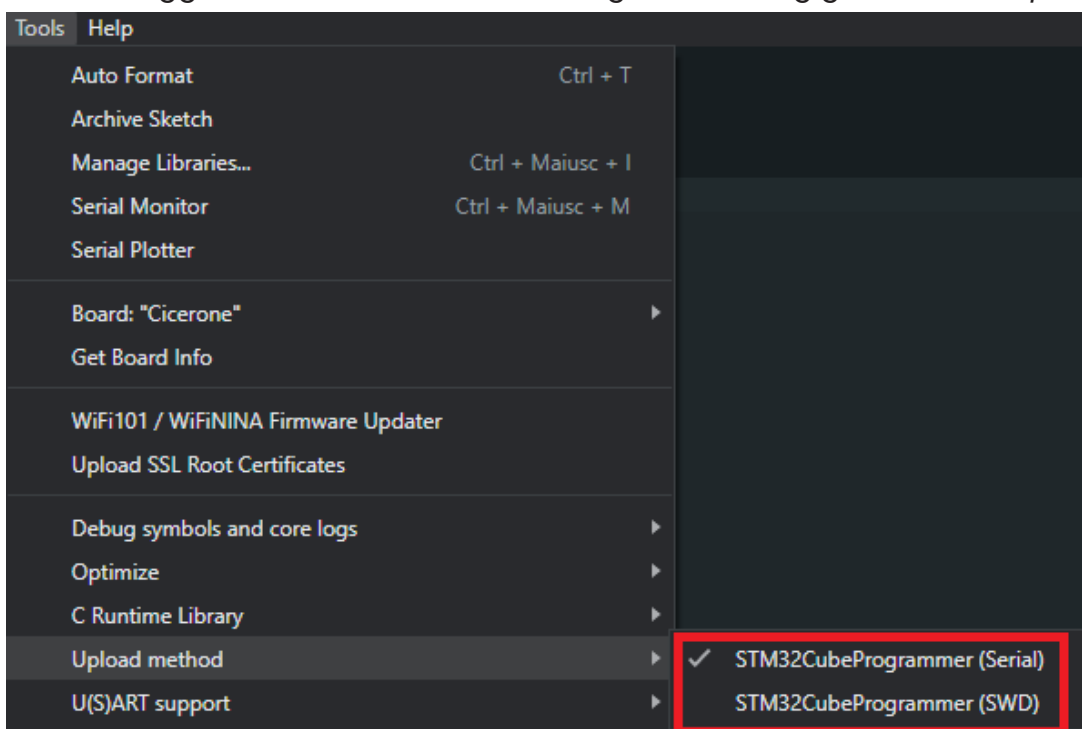 Tools Help
Auto Format Ctrl + T
Archive Sketch
Manage Libraries... Ctrl + Maiusc + I
Serial Monitor Ctrl + Maiusc + M
Serial Plotter
Board: "Cicerone"
Get Board Info
WiFi101 / WiFiNINA Firmware Updater
Upload SSL Root Certificates
Debug symbols and core logs
Optimize
C Runtime Library
Upload method ✓ STM32CubeProgrammer (Serial)
U(S)ART support STM32CubeProgrammer (SWD)